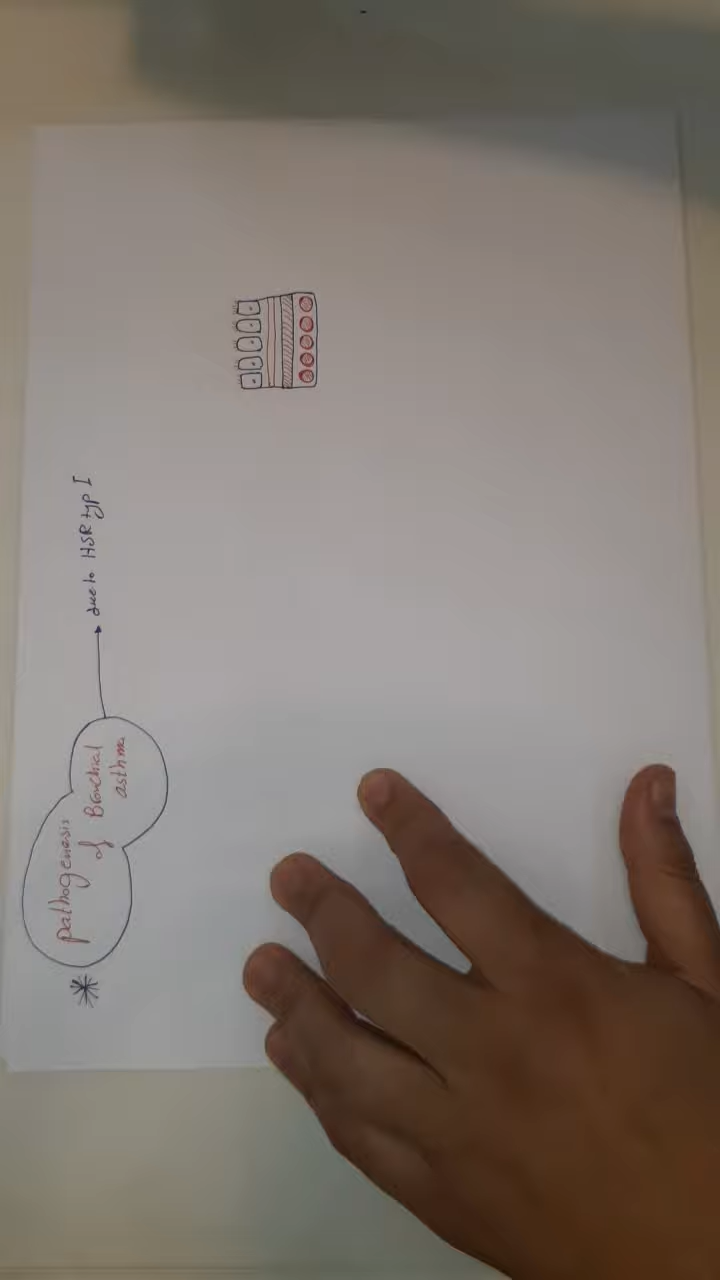 * pathogenesis
of Bronchial
asthma
due to HSR typ I